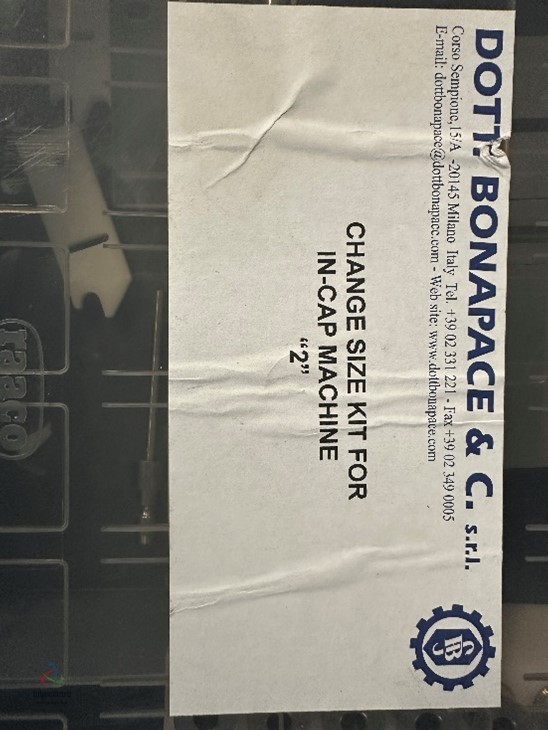 DOTT. BONAPACE & C. s.r.l.
Corso Sempione,15/A -20145 Milano Italy Tel. +39 02 331 221 - Fax +39 02 349 0005
E-mail: dottbonapace@dottbonapace.com - Web site: www.dottbonapace.com
CHANGE SIZE KIT FOR
IN-CAP MACHINE
“2”
raaco